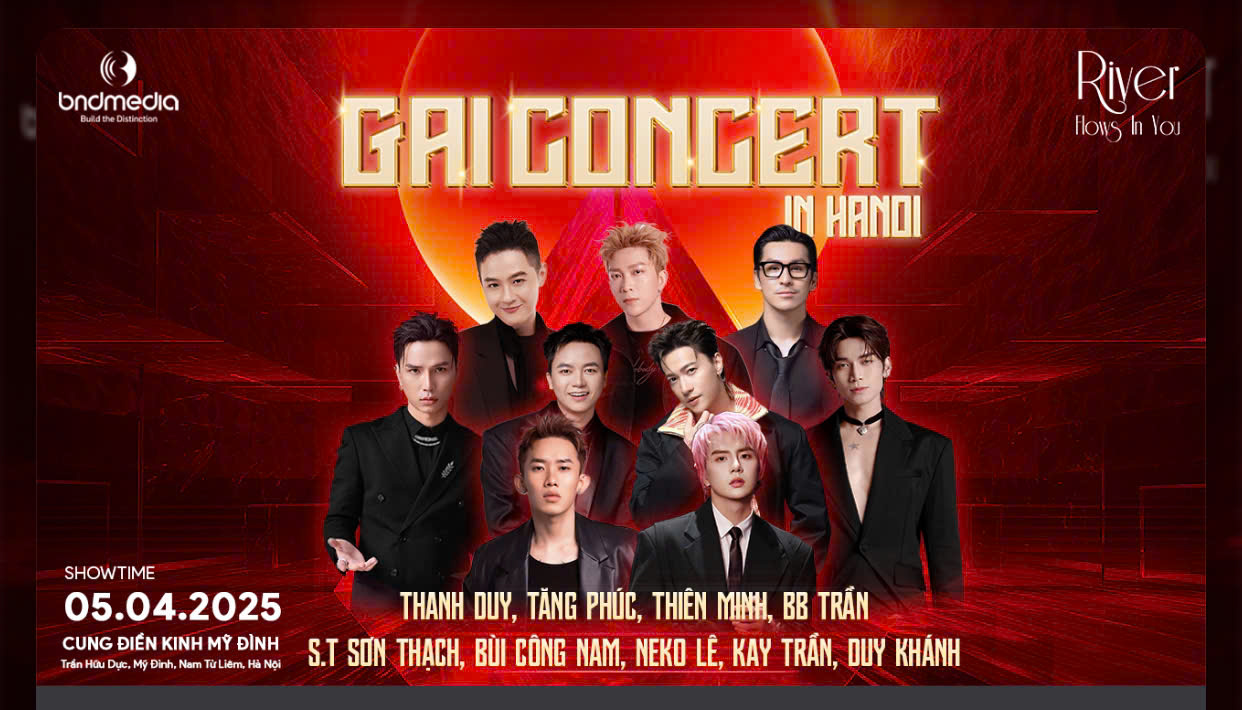 bndmedia
Build the Distinction
River
Flows In You
GAI CONCERT
IN HANOI
SHOWTIME
05.04.2025
CUNG ĐIỀN KINH MỸ ĐÌNH
Trần Hữu Dực, Mỹ Đình, Nam Từ Liêm, Hà Nội
THANH DUY, TĂNG PHÚC, THIÊN MINH, BB TRẦN
S.T SƠN THẠCH, BÙI CÔNG NAM, NEKO LÊ, KAY TRẦN, DUY KHÁNH